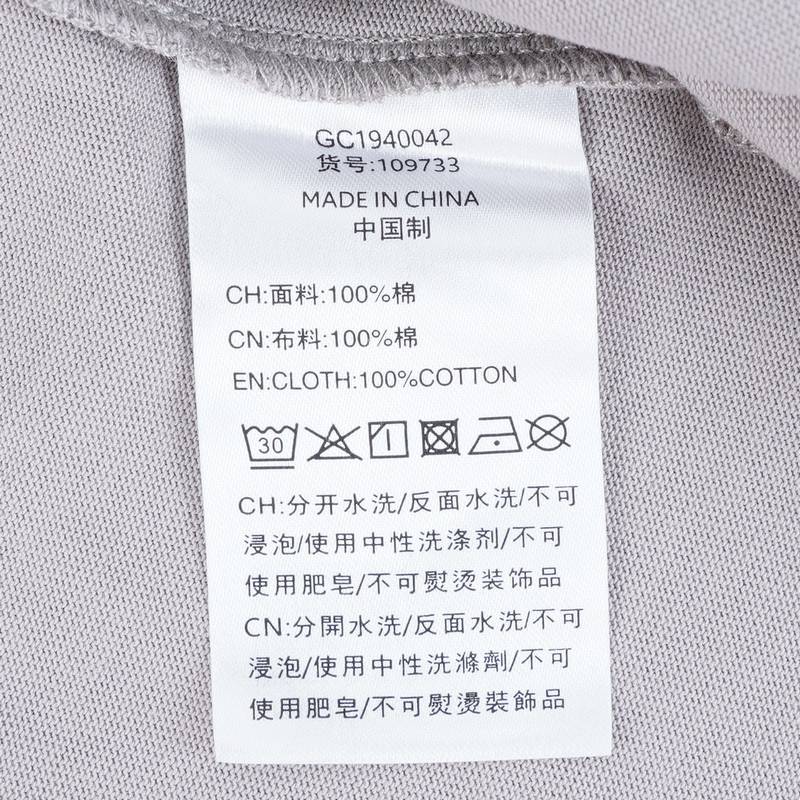 GC1940042
货号:109733
MADE IN CHINA
中国制
CH:面料:100%棉
CN:布料:100%棉
EN:CLOTH:100%COTTON
30
CH:分开水洗/反面水洗/不可
浸泡/使用中性洗涤剂/不可
使用肥皂/不可熨烫装饰品
CN:分開水洗/反面水洗/不可
浸泡/使用中性洗滌劑/不可
使用肥皂/不可熨燙裝飾品